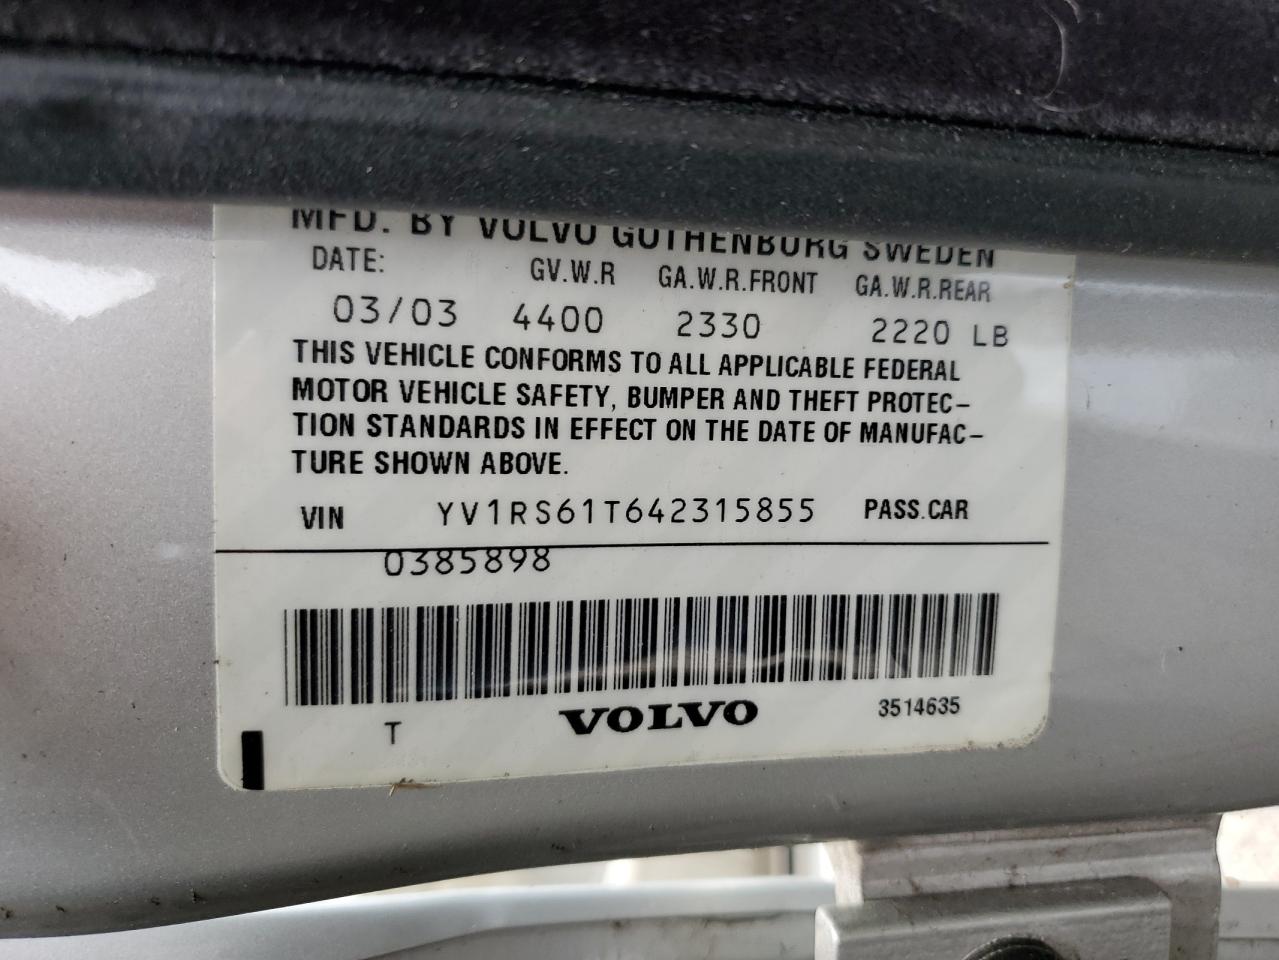 MFD. BY VOLVO GOTHENBURG SWEDEN
DATE: GV.W.R GA.W.R.FRONT GA.W.R.REAR
03/03 4400 2330 2220 LB
THIS VEHICLE CONFORMS TO ALL APPLICABLE FEDERAL
MOTOR VEHICLE SAFETY, BUMPER AND THEFT PROTEC-
TION STANDARDS IN EFFECT ON THE DATE OF MANUFAC-
TURE SHOWN ABOVE.
VIN YV1RS61T642315855 PASS.CAR
0385898
T VOLVO 3514635